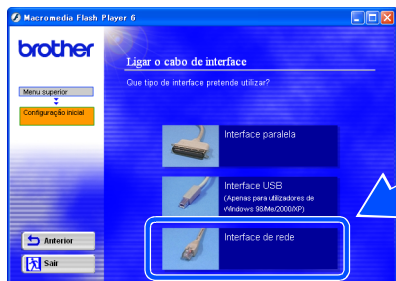 Macromedia Flash Player 6
brother
Ligar o cabo de interface
Que tipo de interface pretende utilizar?
Menu superior
Configuração inicial
Interface paralela
Interface USB
(Apenas para utilizadores de
Windows 98/Me/2000/XP)
Interface de rede
Anterior
Sair